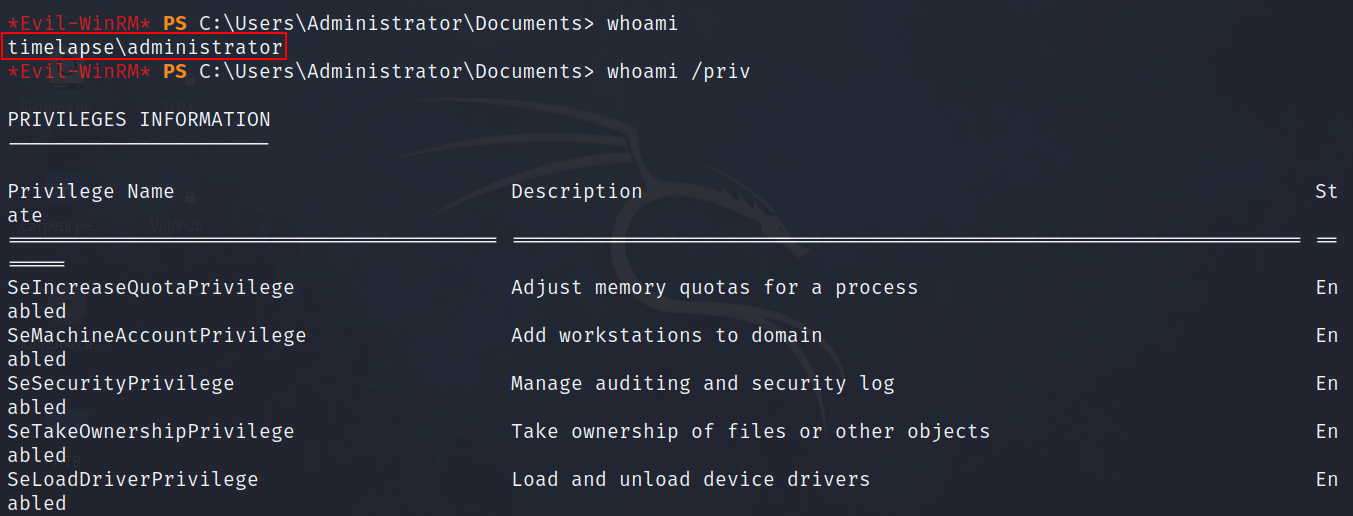 *Evil-WinRM* PS C:\Users\Administrator\Documents> whoami
timelapse\administrator
*Evil-WinRM* PS C:\Users\Administrator\Documents> whoami /priv
PRIVILEGES INFORMATION
----------------------
Privilege Name Description St
ate
========================================= ================================================================== ==
=====
SeIncreaseQuotaPrivilege Adjust memory quotas for a process En
abled
SeMachineAccountPrivilege Add workstations to domain En
abled
SeSecurityPrivilege Manage auditing and security log En
abled
SeTakeOwnershipPrivilege Take ownership of files or other objects En
abled
SeLoadDriverPrivilege Load and unload device drivers En
abled
Carpeta pe... Vulnhub